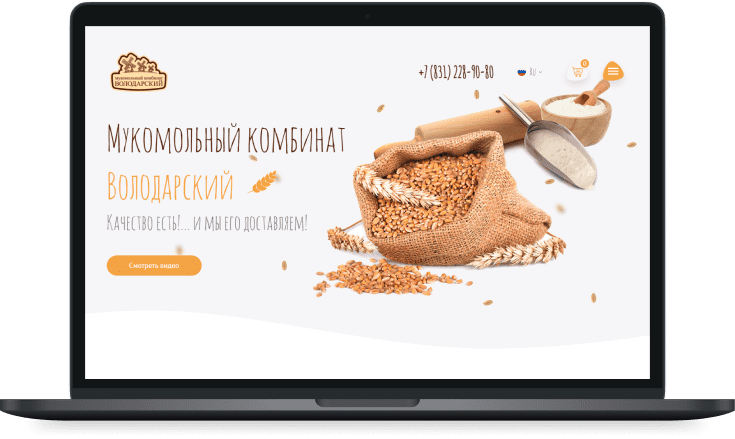 мукомольный комбинат
ВОЛОДАРСКИЙ
+7 (831) 228-90-80
RU
0
Мукомольный комбинат
Володарский
Качество есть!... и мы его доставляем!
Смотреть видео